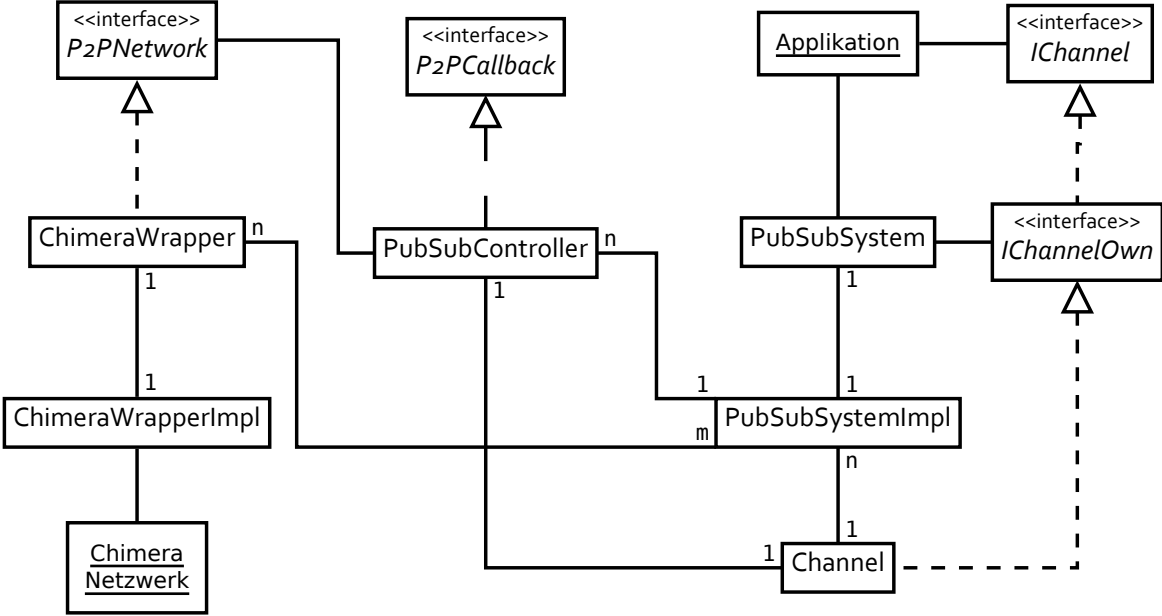 <<interface>>
P2PNetwork
<<interface>>
P2PCallback
Applikation
<<interface>>
IChannel
ChimeraWrapper
n
1
PubSubController
n
1
PubSubSystem
1
<<interface>>
IChannelOwn
1
ChimeraWrapperImpl
1
m
1
PubSubSystemImpl
n
Chimera
Netzwerk
1
1
Channel